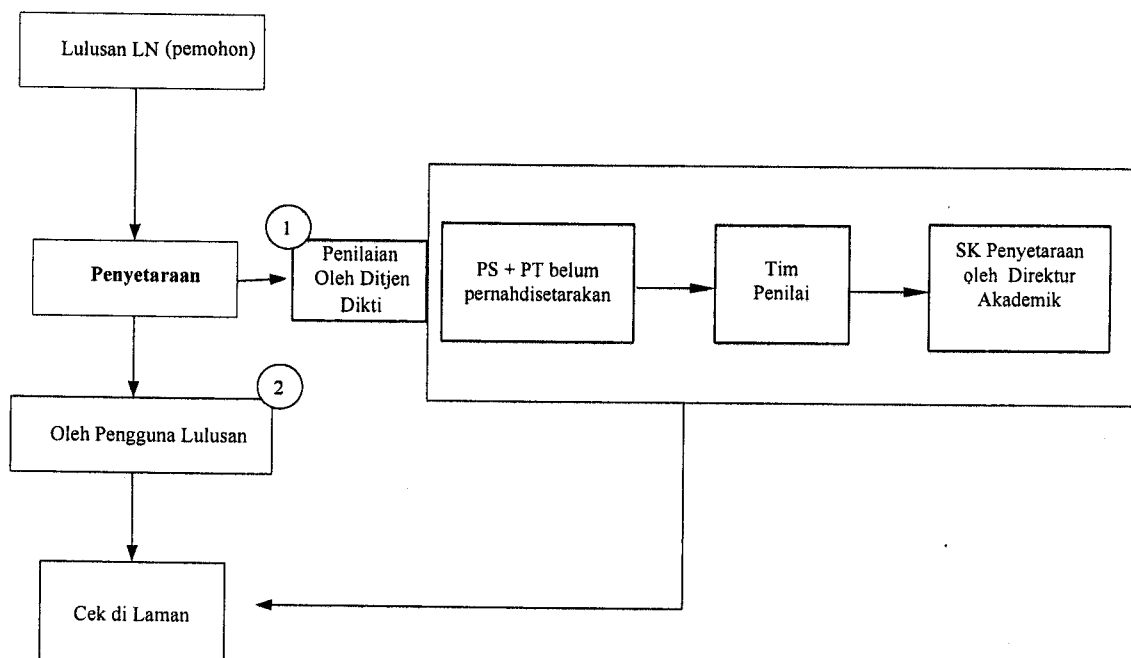 Lulusan LN (pemohon)
1
Penyetaraan
Penilaian
Oleh Ditjen
Dikti
PS + PT belum
pernahdisetarakan
Tim
Penilai
SK Penyetaraan
oleh Direktur
Akademik
2
Oleh Pengguna Lulusan
Cek di Laman